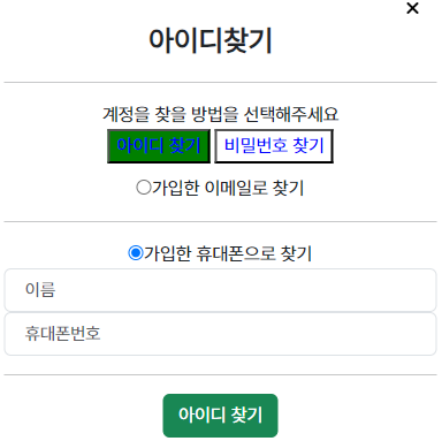 ×
아이디찾기
계정을 찾을 방법을 선택해주세요
아이디 찾기 비밀번호 찾기
가입한 이메일로 찾기
가입한 휴대폰으로 찾기
이름
휴대폰번호
아이디 찾기